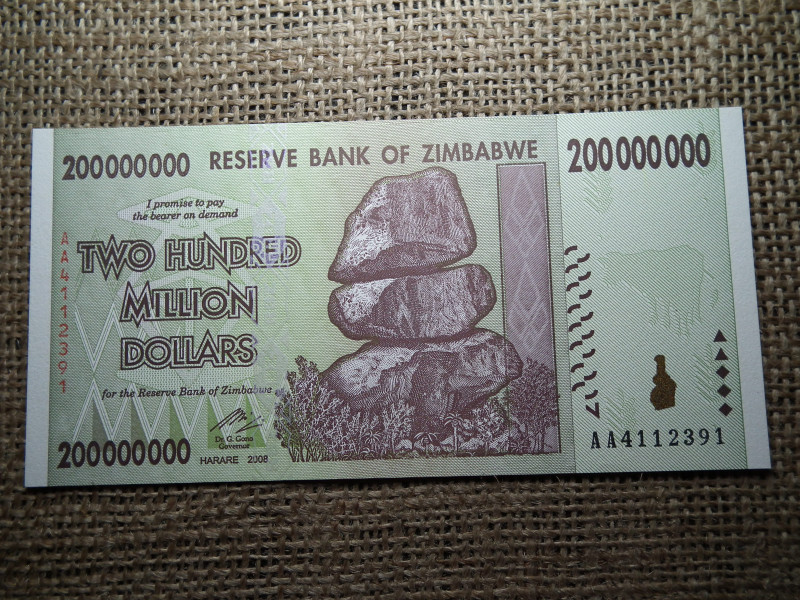 200000000 RESERVE BANK OF ZIMBABWE 200000000
I promise to pay
the bearer on demand
AA4112391
TWO HUNDRED
MILLION
DOLLARS
for the Reserve Bank of Zimbabwe
Dr. G. Gono
Governor
200000000 HARARE 2008
AA4112391